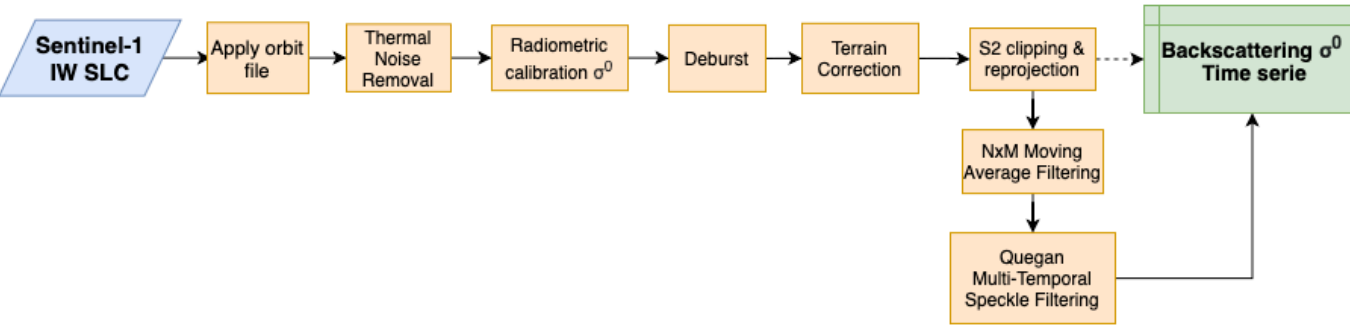 Sentinel-1
IW SLC
Apply orbit
file
Thermal
Noise
Removal
Radiometric
calibration σ⁰
Deburst
Terrain
Correction
S2 clipping &
reprojection
Backscattering σ⁰
Time serie
NxM Moving
Average Filtering
Quegan
Multi-Temporal
Speckle Filtering